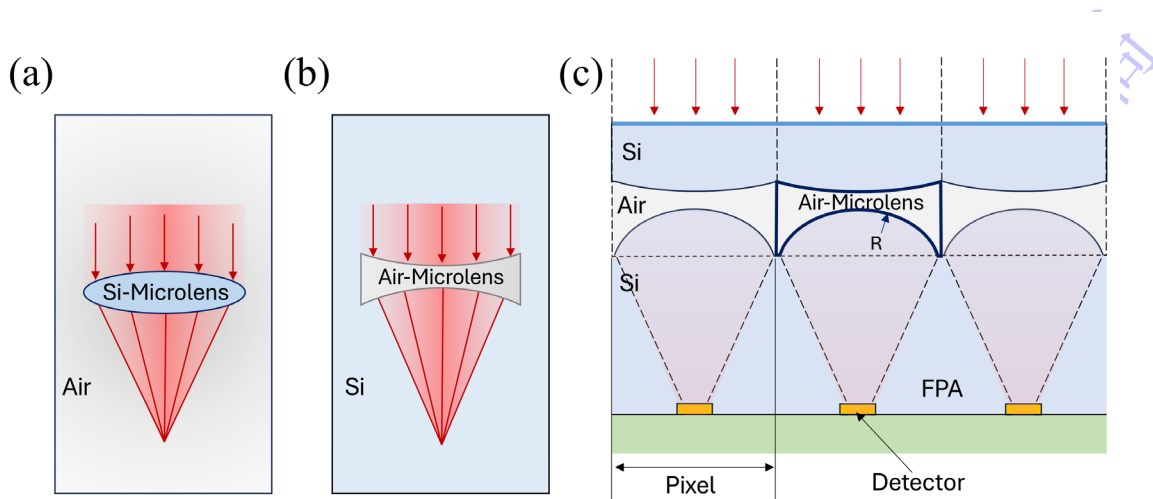 (a)
(b)
(c)
Si-Microlens
Air
Air-Microlens
Si
Si
Air
Air-Microlens
R
Si
FPA
Pixel
Detector